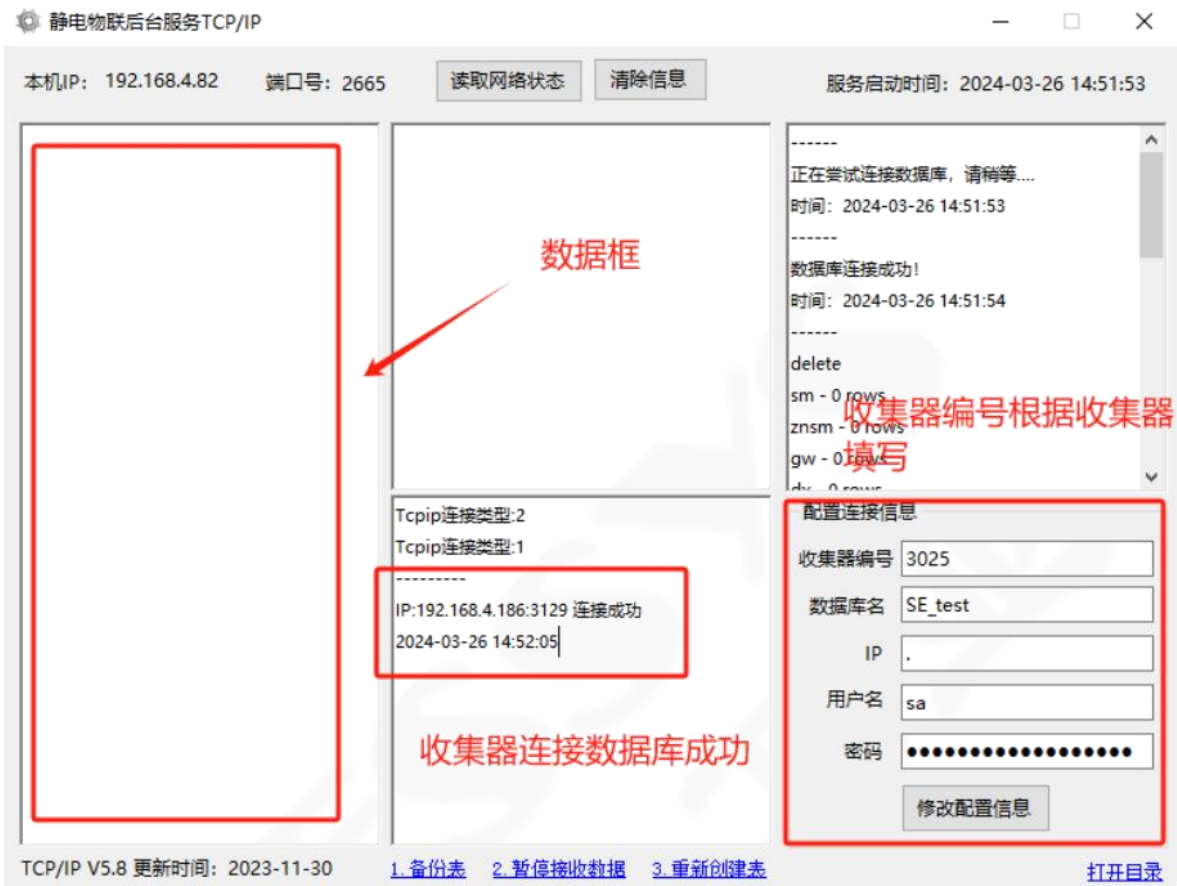 静电物联后台服务TCP/IP
本机IP: 192.168.4.82 端口号: 2665 读取网络状态 清除信息 服务启动时间: 2024-03-26 14:51:53
数据框
------
正在尝试连接数据库，请稍等....
时间: 2024-03-26 14:51:53
------
数据库连接成功!
时间: 2024-03-26 14:51:54
------
delete
sm - 0 rows
znsm - 0 rows
gw - 0 rows
dx - 0 rows
收集器编号根据收集器
填写
Tcpip连接类型:2
Tcpip连接类型:1
---------
IP:192.168.4.186:3129 连接成功
2024-03-26 14:52:05
收集器连接数据库成功
配置连接信息
收集器编号 3025
数据库名 SE_test
IP .
用户名 sa
密码 ●●●●●●●●●●●●●●●●●●
修改配置信息
TCP/IP V5.8 更新时间: 2023-11-30 1. 备份表 2. 暂停接收数据 3. 重新创建表 打开目录